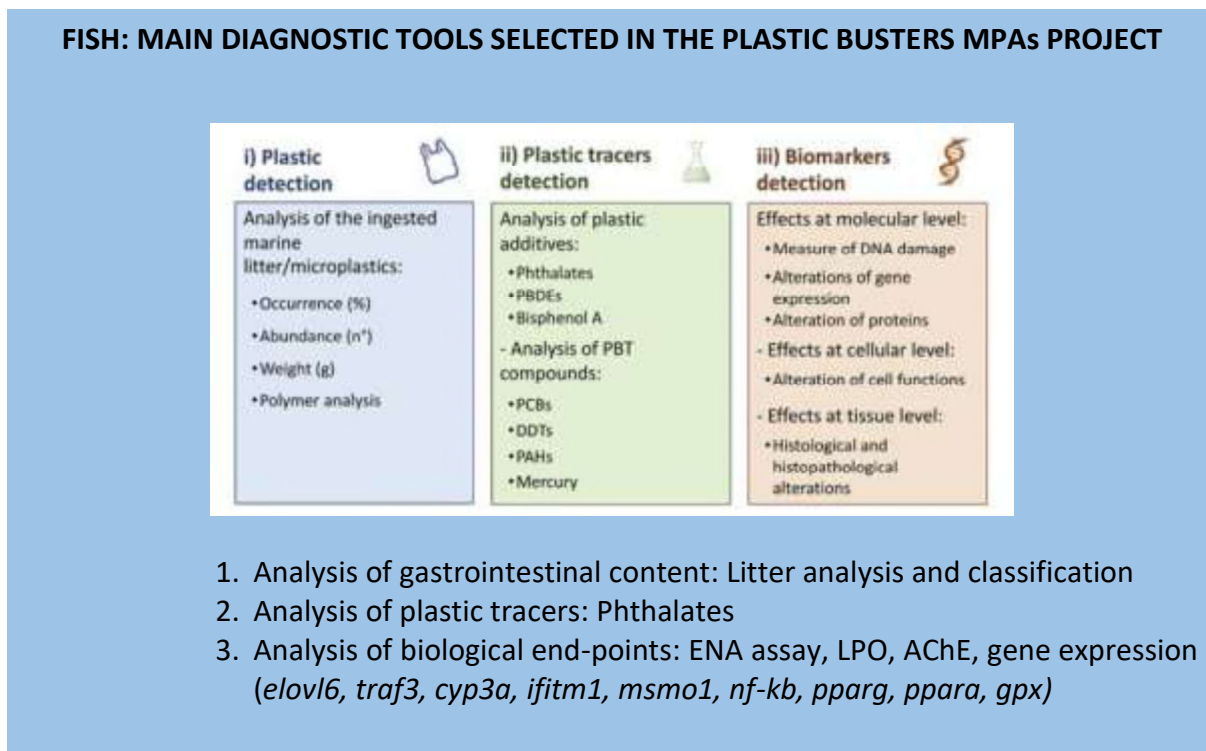 FISH: MAIN DIAGNOSTIC TOOLS SELECTED IN THE PLASTIC BUSTERS MPAs PROJECT
i) Plastic
detection
Analysis of the ingested
marine
litter/microplastics:
•Occurrence (%)
•Abundance (n°)
•Weight (g)
•Polymer analysis
ii) Plastic tracers
detection
Analysis of plastic
additives:
•Phthalates
•PBDEs
•Bisphenol A
- Analysis of PBT
compounds:
•PCBs
•DDTs
•PAHs
•Mercury
iii) Biomarkers
detection
Effects at molecular level:
•Measure of DNA damage
•Alterations of gene
expression
•Alteration of proteins
- Effects at cellular level:
•Alteration of cell functions
- Effects at tissue level:
•Histological and
histopathological
alterations
1. Analysis of gastrointestinal content: Litter analysis and classification
2. Analysis of plastic tracers: Phthalates
3. Analysis of biological end-points: ENA assay, LPO, AChE, gene expression
(elovl6, traf3, cyp3a, ifitm1, msmo1, nf-kb, pparg, ppara, gpx)